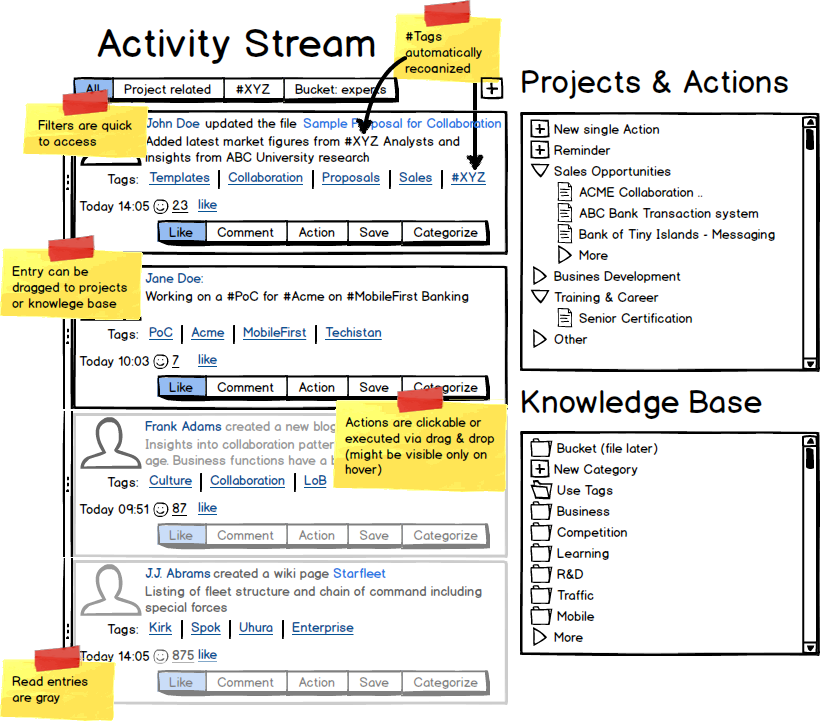 Activity Stream
#Tags
automatically
recoanized
All
Project related
#XYZ
Bucket: experts
Filters are quick
to access
John Doe updated the file Sample Proposal for Collaboration
Added latest market figures from #XYZ Analysts and
insights from ABC University research
Tags: Templates Collaboration Proposals Sales #XYZ
Today 14:05 23 like
Like Comment Action Save Categorize
Entry can be
dragged to projects
or knowlege base
Jane Doe:
Working on a #PoC for #Acme on #MobileFirst Banking
Tags: PoC Acme MobileFirst Techistan
Today 10:03 7 like
Like Comment Action Save Categorize
Actions are clickable or
executed via drag & drop
(might be visible only on
hover)
Frank Adams created a new blog
Insights into collaboration patter
age. Business functions have a b
Tags: Culture Collaboration LoB
Today 09:51 87 like
Like Comment Action Save Categorize
J.J. Abrams created a wiki page Starfleet
Listing of fleet structure and chain of command including
special forces
Tags: Kirk Spok Uhura Enterprise
Today 14:05 875 like
Like Comment Action Save Categorize
Read entries
are gray
Projects & Actions
New single Action
Reminder
Sales Opportunities
ACME Collaboration ..
ABC Bank Transaction system
Bank of Tiny Islands - Messaging
More
Busines Development
Training & Career
Senior Certification
Other
Knowledge Base
Bucket (file later)
New Category
Use Tags
Business
Competition
Learning
R&D
Traffic
Mobile
More